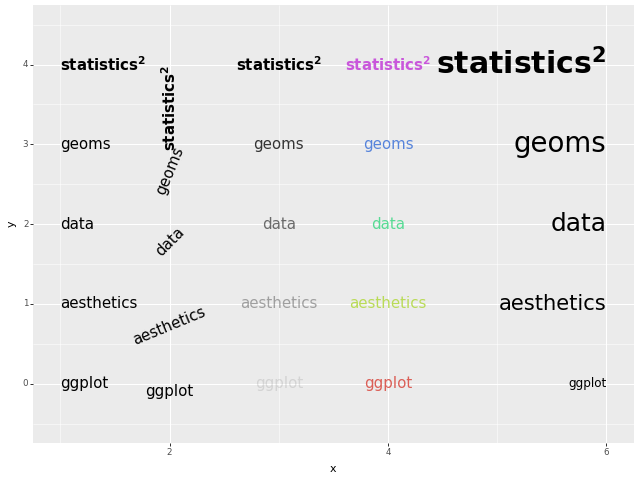 4 statistics² statistics² statistics² statistics² statistics²
3 geoms geoms geoms geoms geoms
2 data data data data data
1 aesthetics aesthetics aesthetics aesthetics aesthetics
0 ggplot ggplot ggplot ggplot ggplot
2 4 6
x
y